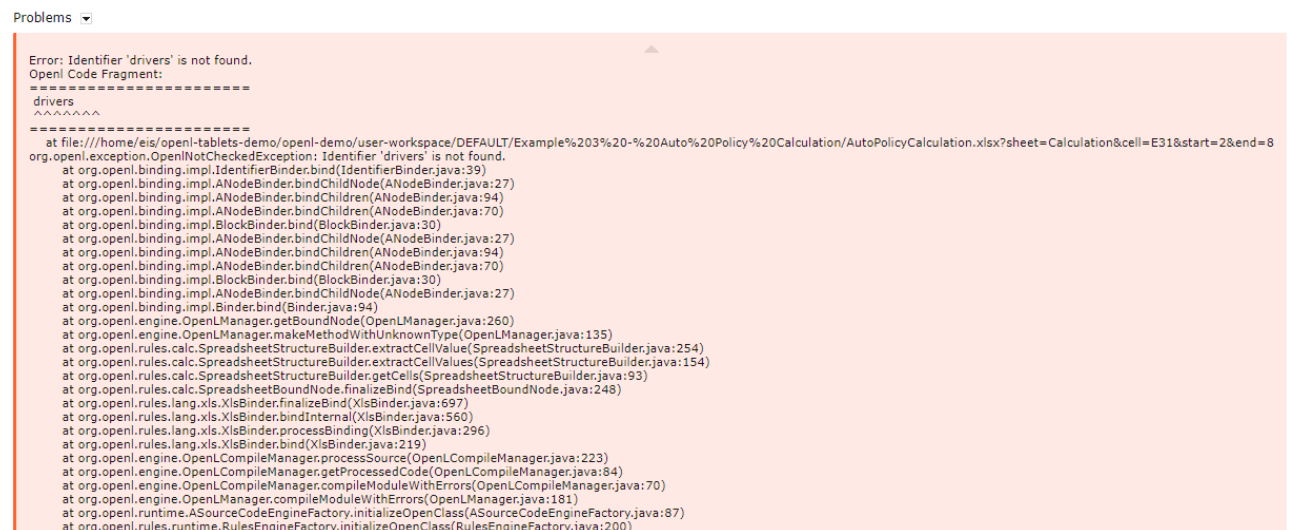 Problems
Error: Identifier 'drivers' is not found.
Openl Code Fragment:
=======================
drivers
^^^^^^^
=======================
at file:///home/eis/openl-tablets-demo/openl-demo/user-workspace/DEFAULT/Example%203%20-%20Auto%20Policy%20Calculation/AutoPolicyCalculation.xlsx?sheet=Calculation&cell=E31&start=2&end=8
org.openl.exception.OpenlNotCheckedException: Identifier 'drivers' is not found.
at org.openl.binding.impl.IdentifierBinder.bind(IdentifierBinder.java:39)
at org.openl.binding.impl.ANodeBinder.bindChildNode(ANodeBinder.java:27)
at org.openl.binding.impl.ANodeBinder.bindChildren(ANodeBinder.java:94)
at org.openl.binding.impl.ANodeBinder.bindChildren(ANodeBinder.java:70)
at org.openl.binding.impl.BlockBinder.bind(BlockBinder.java:30)
at org.openl.binding.impl.ANodeBinder.bindChildNode(ANodeBinder.java:27)
at org.openl.binding.impl.ANodeBinder.bindChildren(ANodeBinder.java:94)
at org.openl.binding.impl.ANodeBinder.bindChildren(ANodeBinder.java:70)
at org.openl.binding.impl.BlockBinder.bind(BlockBinder.java:30)
at org.openl.binding.impl.ANodeBinder.bindChildNode(ANodeBinder.java:27)
at org.openl.binding.impl.Binder.bind(Binder.java:94)
at org.openl.engine.OpenLManager.getBoundNode(OpenLManager.java:260)
at org.openl.engine.OpenLManager.makeMethodWithUnknownType(OpenLManager.java:135)
at org.openl.rules.calc.SpreadsheetStructureBuilder.extractCellValue(SpreadsheetStructureBuilder.java:254)
at org.openl.rules.calc.SpreadsheetStructureBuilder.extractCellValues(SpreadsheetStructureBuilder.java:154)
at org.openl.rules.calc.SpreadsheetStructureBuilder.getCells(SpreadsheetStructureBuilder.java:93)
at org.openl.rules.calc.SpreadsheetBoundNode.finalizeBind(SpreadsheetBoundNode.java:248)
at org.openl.rules.lang.xls.XlsBinder.finalizeBind(XlsBinder.java:697)
at org.openl.rules.lang.xls.XlsBinder.bindInternal(XlsBinder.java:560)
at org.openl.rules.lang.xls.XlsBinder.processBinding(XlsBinder.java:296)
at org.openl.rules.lang.xls.XlsBinder.bind(XlsBinder.java:219)
at org.openl.engine.OpenLCompileManager.processSource(OpenLCompileManager.java:223)
at org.openl.engine.OpenLCompileManager.getProcessedCode(OpenLCompileManager.java:84)
at org.openl.engine.OpenLCompileManager.compileModuleWithErrors(OpenLCompileManager.java:70)
at org.openl.engine.OpenLManager.compileModuleWithErrors(OpenLManager.java:181)
at org.openl.runtime.ASourceCodeEngineFactory.initializeOpenClass(ASourceCodeEngineFactory.java:87)
at org.openl.rules.runtime.RulesEngineFactory.initializeOpenClass(RulesEngineFactory.java:200)